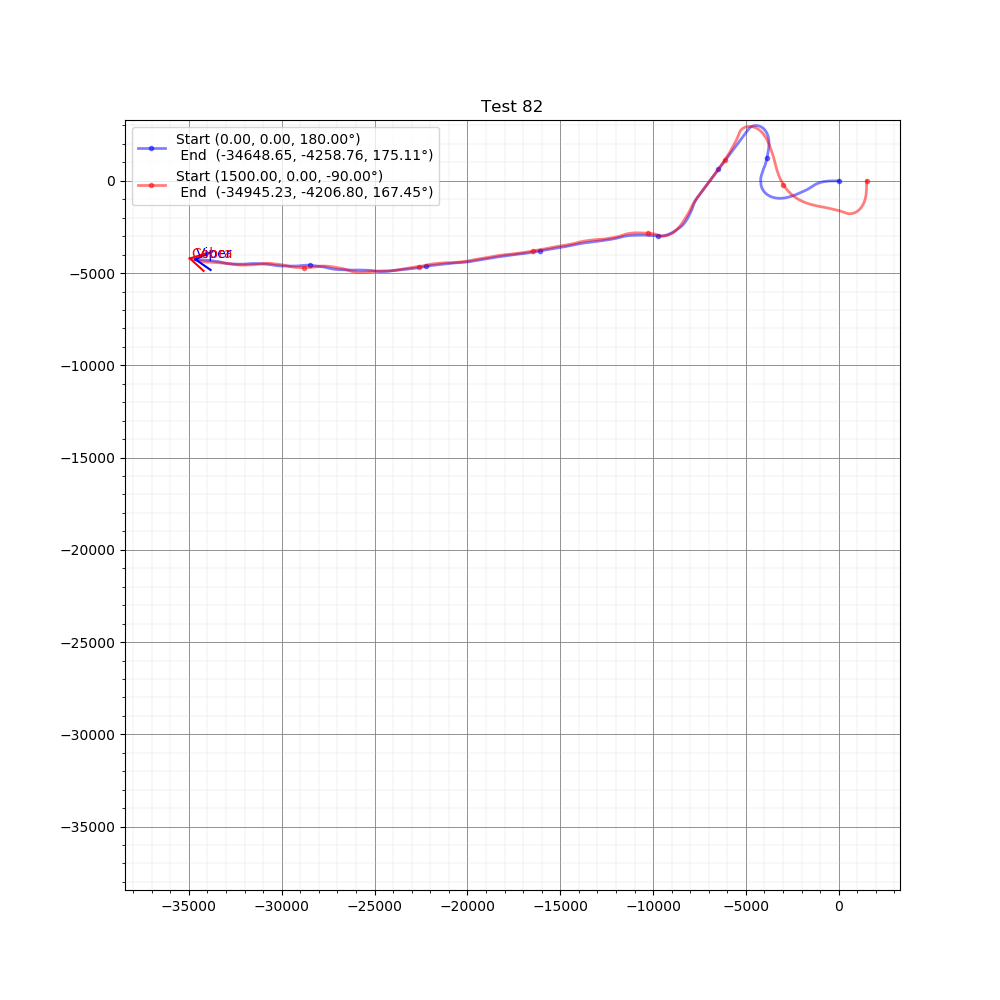 Test 82
Start (0.00, 0.00, 180.00°)
End  (-34648.65, -4258.76, 175.11°)
Start (1500.00, 0.00, -90.00°)
End  (-34945.23, -4206.80, 167.45°)
0
−5000
−10000
−15000
−20000
−25000
−30000
−35000
−35000 −30000 −25000 −20000 −15000 −10000 −5000 0